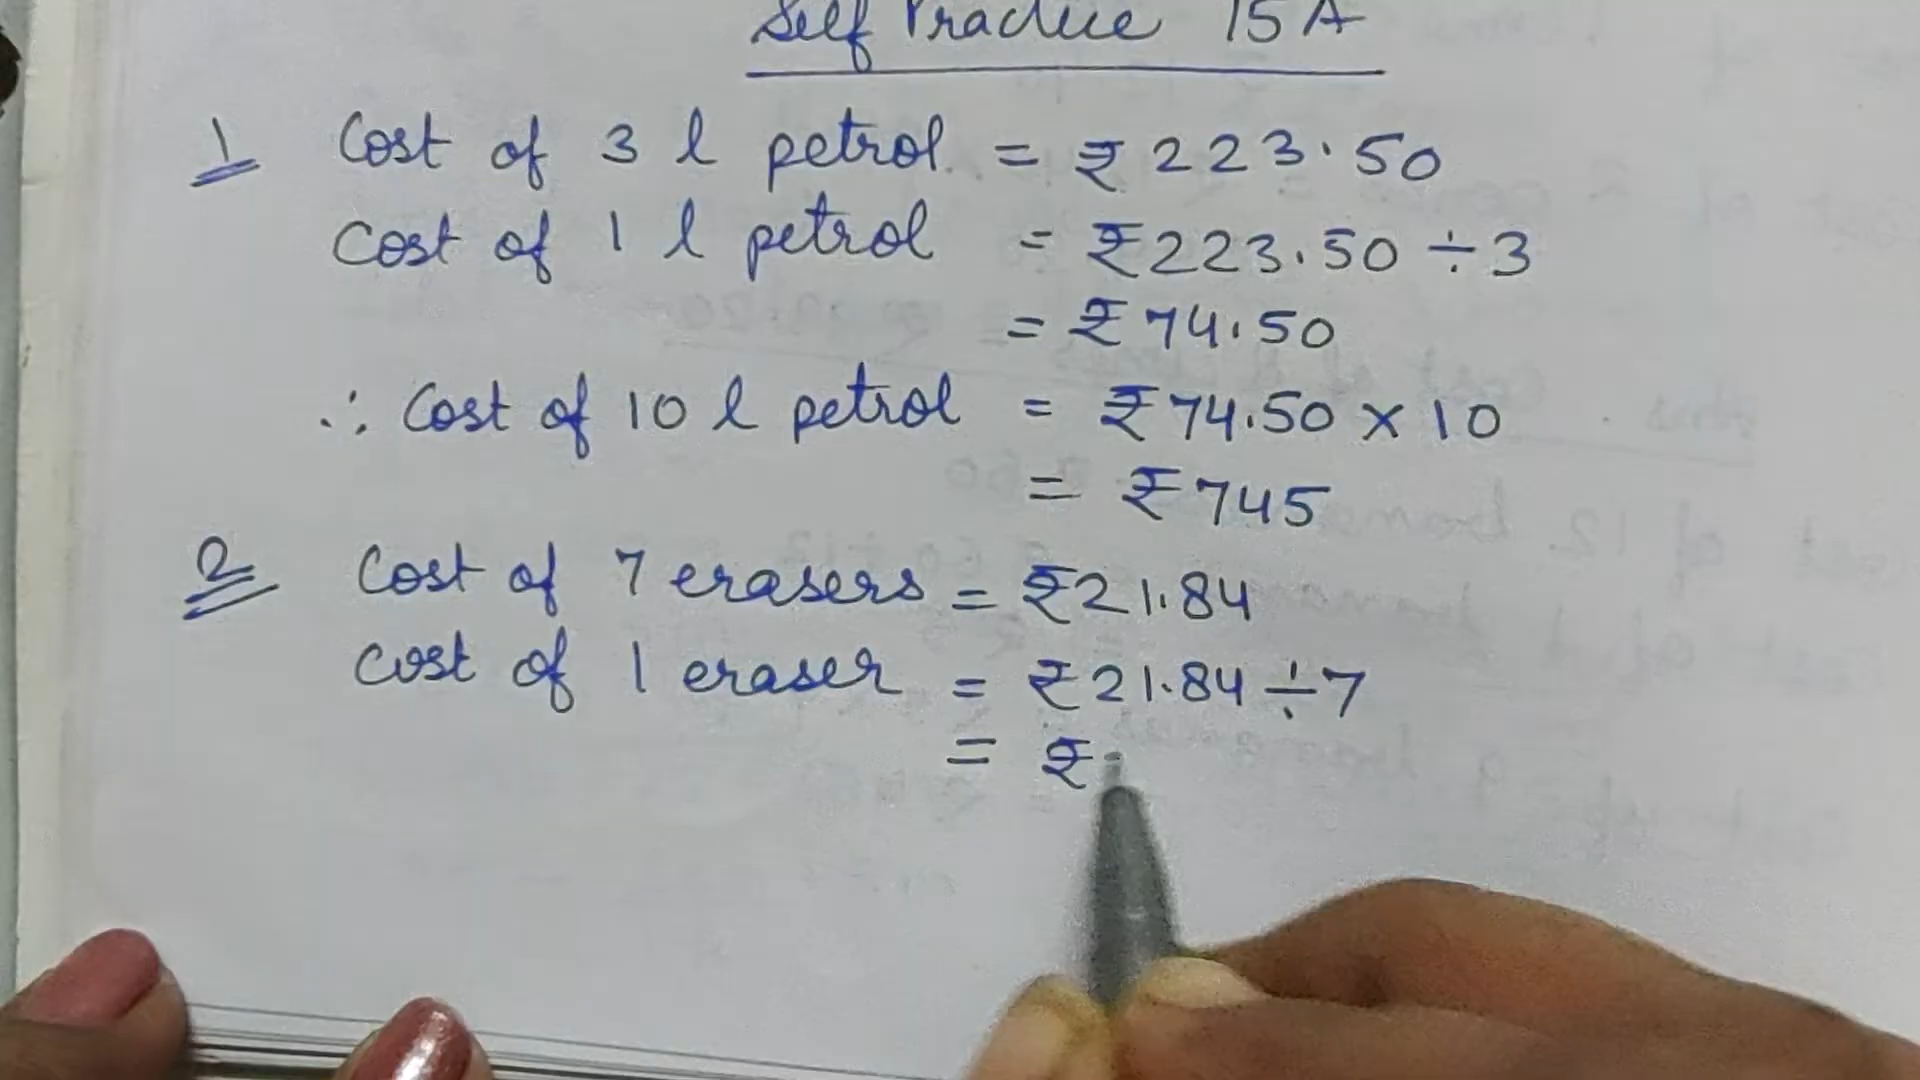 Self Practice 15A
1 Cost of 3 l petrol = ₹223.50
Cost of 1 l petrol = ₹223.50 ÷ 3
= ₹74.50
∴ Cost of 10 l petrol = ₹74.50 × 10
= ₹745
2 Cost of 7 erasers = ₹21.84
Cost of 1 eraser = ₹21.84 ÷ 7
= ₹